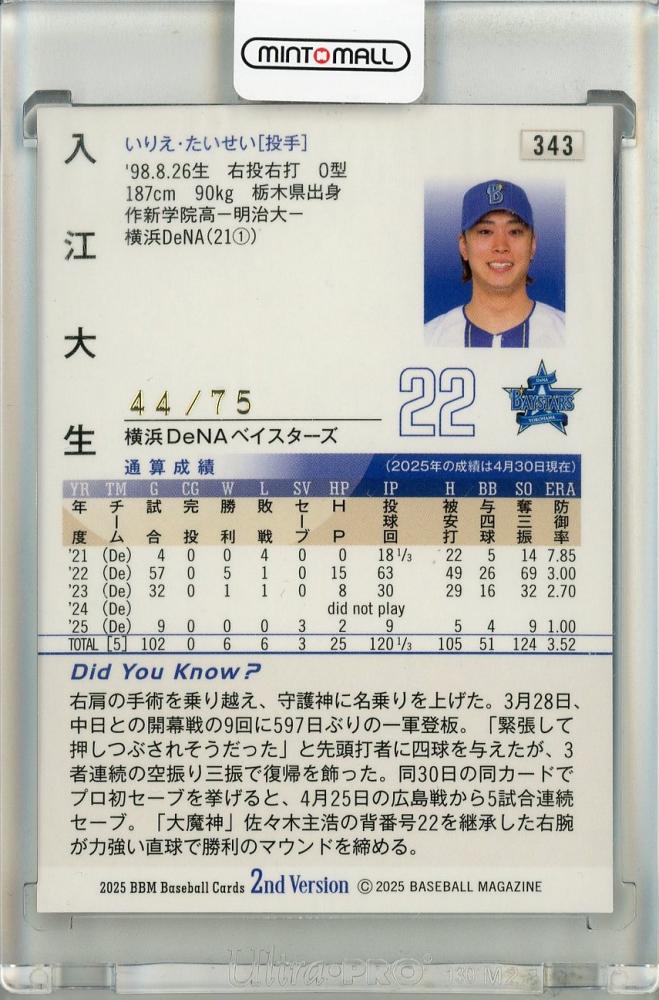 MINTOMALL
343
入江大生
いりえ・たいせい[投手]
'98.8.26生 右投右打 O型
187cm 90kg 栃木県出身
作新学院高ー明治大ー
横浜DeNA(21①)
44/75
22
DeNA
BAYSTARS
YOKOHAMA
横浜DeNAベイスターズ
通算成績 (2025年の成績は4月30日現在)
YR TM G CG W L SV HP IP H BB SO ERA
年度 チーム 試合 完投 勝利 敗戦 セーブ HP 投球回 被安打 与四球 奪三振 防御率
'21 (De) 4 0 0 4 0 0 18 1/3 22 5 14 7.85
'22 (De) 57 0 5 1 0 15 63 49 26 69 3.00
'23 (De) 32 0 1 1 0 8 30 29 16 32 2.70
'24 (De) did not play
'25 (De) 9 0 0 0 3 2 9 5 4 9 1.00
TOTAL [5] 102 0 6 6 3 25 120 1/3 105 51 124 3.52
Did You Know?
右肩の手術を乗り越え、守護神に名乗りを上げた。3月28日、
中日との開幕戦の9回に597日ぶりの一軍登板。「緊張して
押しつぶされそうだった」と先頭打者に四球を与えたが、3
者連続の空振り三振で復帰を飾った。同30日の同カードで
プロ初セーブを挙げると、4月25日の広島戦から5試合連続
セーブ。「大魔神」佐々木主浩の背番号22を継承した右腕
が力強い直球で勝利のマウンドを締める。
2025 BBM Baseball Cards 2nd Version ©2025 BASEBALL MAGAZINE
Ultra·PRO